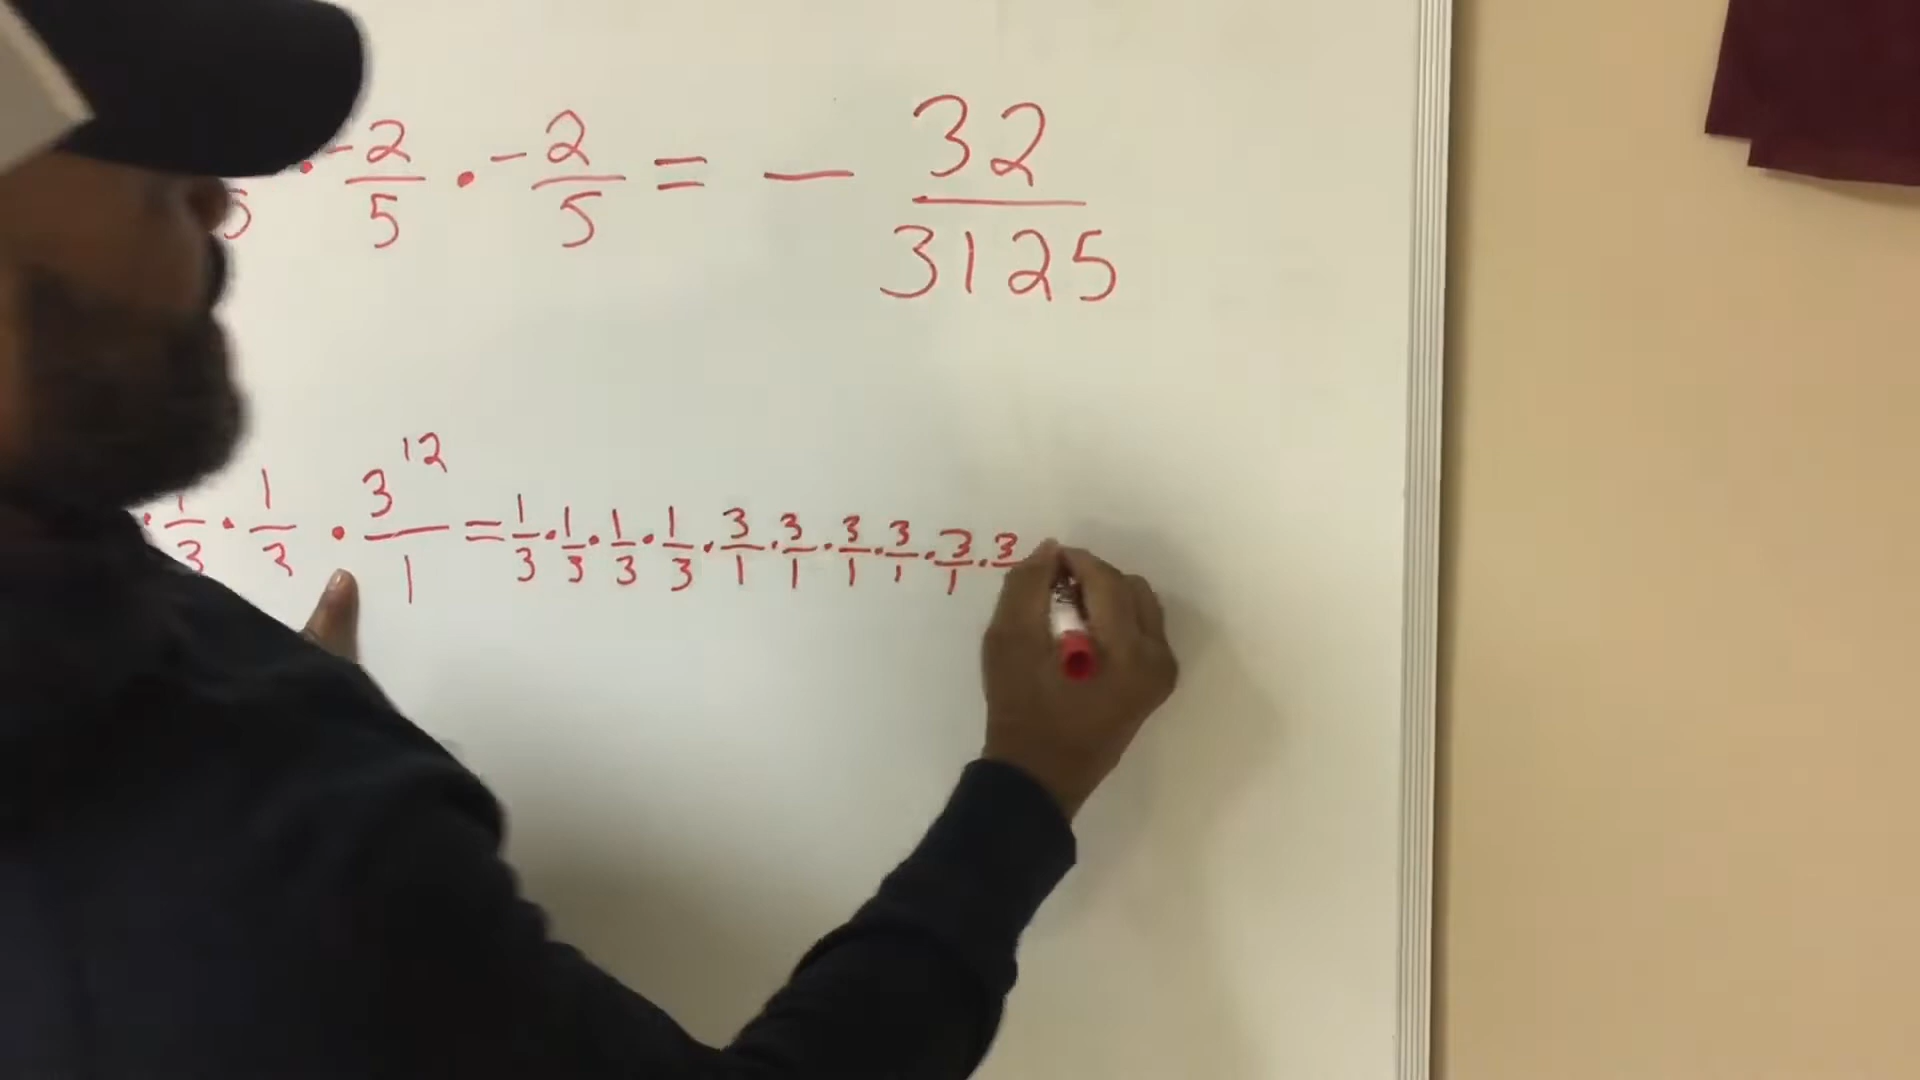 5 · -2/5 · -2/5 = - 32/3125
· 1/3 · 1/3 · 3^12/1 = 1/3 · 1/3 · 1/3 · 1/3 · 3/1 · 3/1 · 3/1 · 3/1 · 3/1 · 3